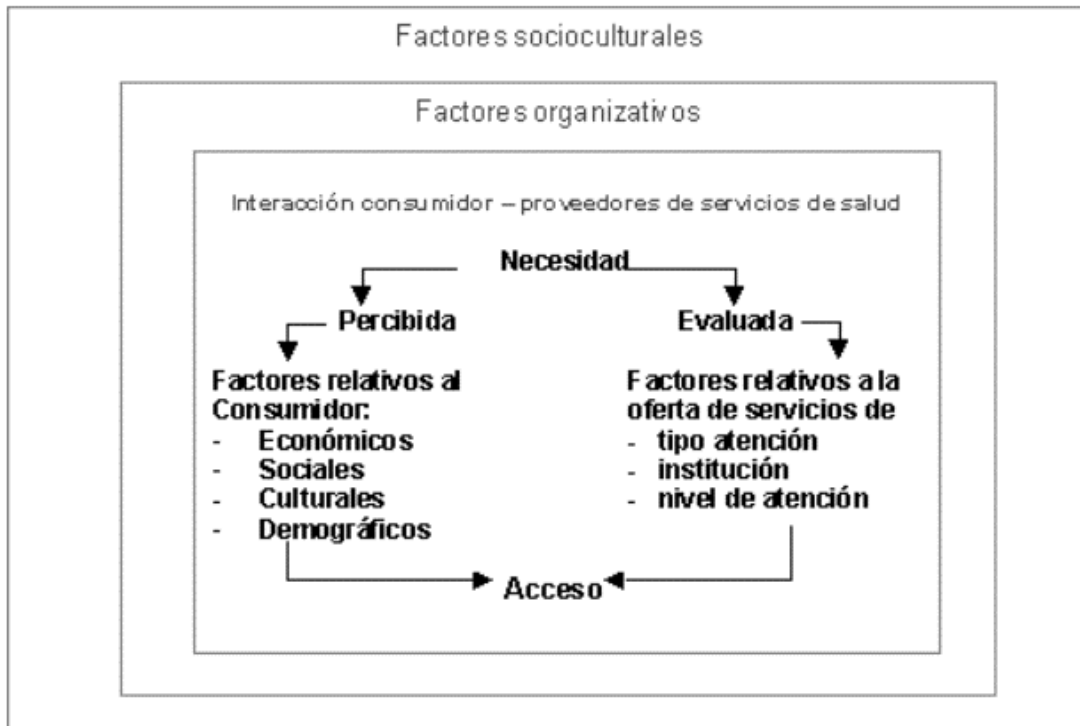 Factores socioculturales
Factores organizativos
Interacción consumidor – proveedores de servicios de salud
Necesidad
Percibida
Evaluada
Factores relativos al
Consumidor:
- Económicos
- Sociales
- Culturales
- Demográficos
Factores relativos a la
oferta de servicios de
- tipo atención
- institución
- nivel de atención
Acceso